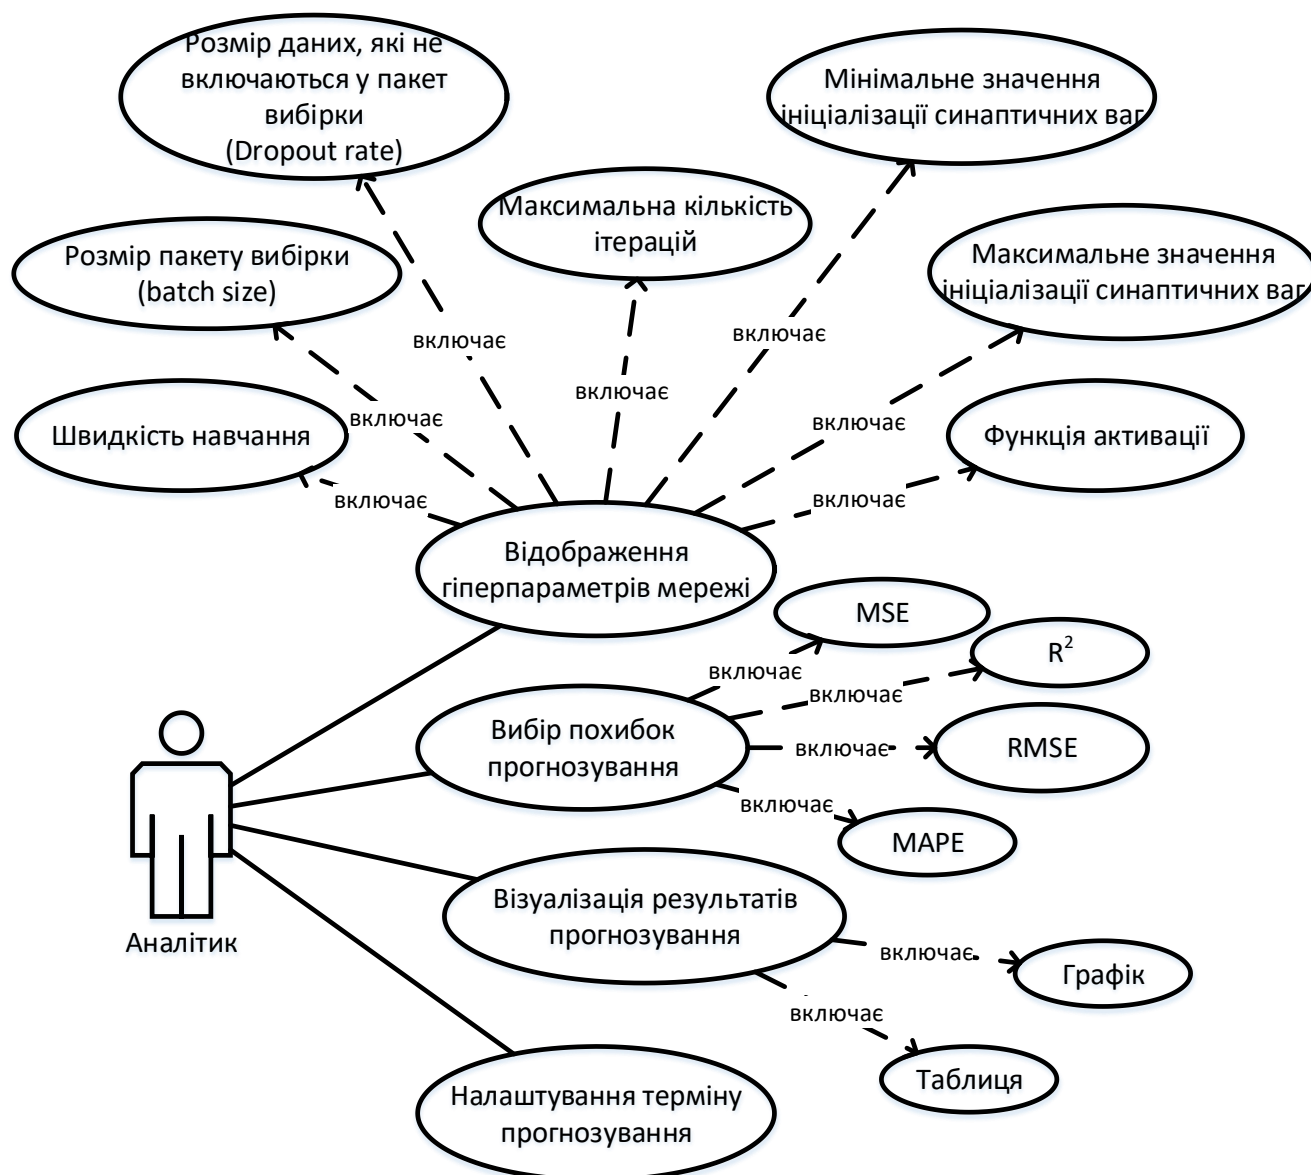 Розмір даних, які не
включаються у пакет
вибірки
(Dropout rate)
Мінімальне значення
ініціалізації синаптичних ваг
Максимальна кількість
ітерацій
Розмір пакету вибірки
(batch size)
Максимальне значення
ініціалізації синаптичних ваг
включає
включає
включає
включає
включає
Швидкість навчання
Функція активації
включає
включає
Відображення
гіперпараметрів мережі
MSE
R²
включає
включає
Вибір похибок
прогнозування
включає
RMSE
включає
MAPE
Візуалізація результатів
прогнозування
Аналітик
включає
Графік
включає
Таблиця
Налаштування терміну
прогнозування